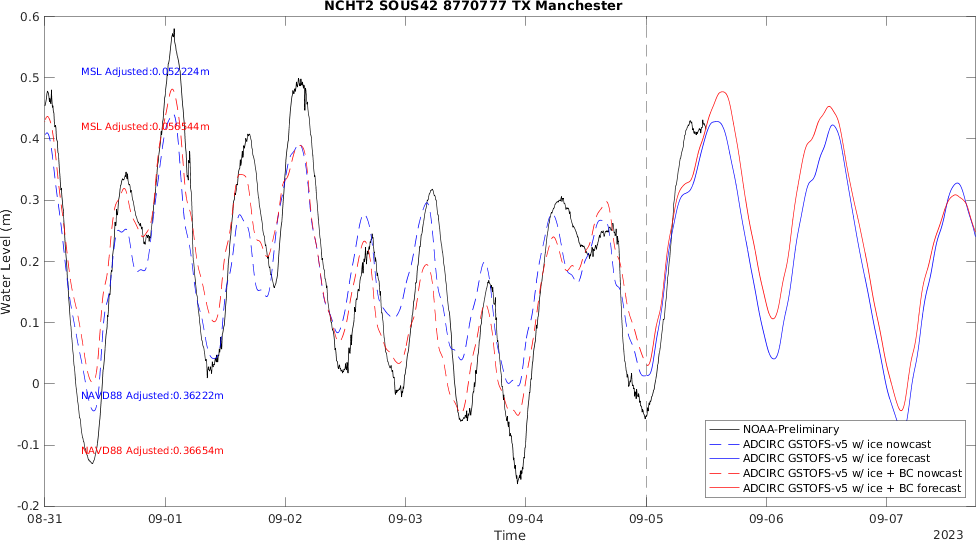 NCHT2 SOUS42 8770777 TX Manchester
0.6
0.5
0.4
0.3
0.2
0.1
0
-0.1
-0.2
Water Level (m)
MSL Adjusted:0.052224m
MSL Adjusted:0.056544m
NAVD88 Adjusted:0.36222m
NAVD88 Adjusted:0.36654m
NOAA-Preliminary
ADCIRC GSTOFS-v5 w/ ice nowcast
ADCIRC GSTOFS-v5 w/ ice forecast
ADCIRC GSTOFS-v5 w/ ice + BC nowcast
ADCIRC GSTOFS-v5 w/ ice + BC forecast
08-31 09-01 09-02 09-03 09-04 09-05 09-06 09-07
Time
2023